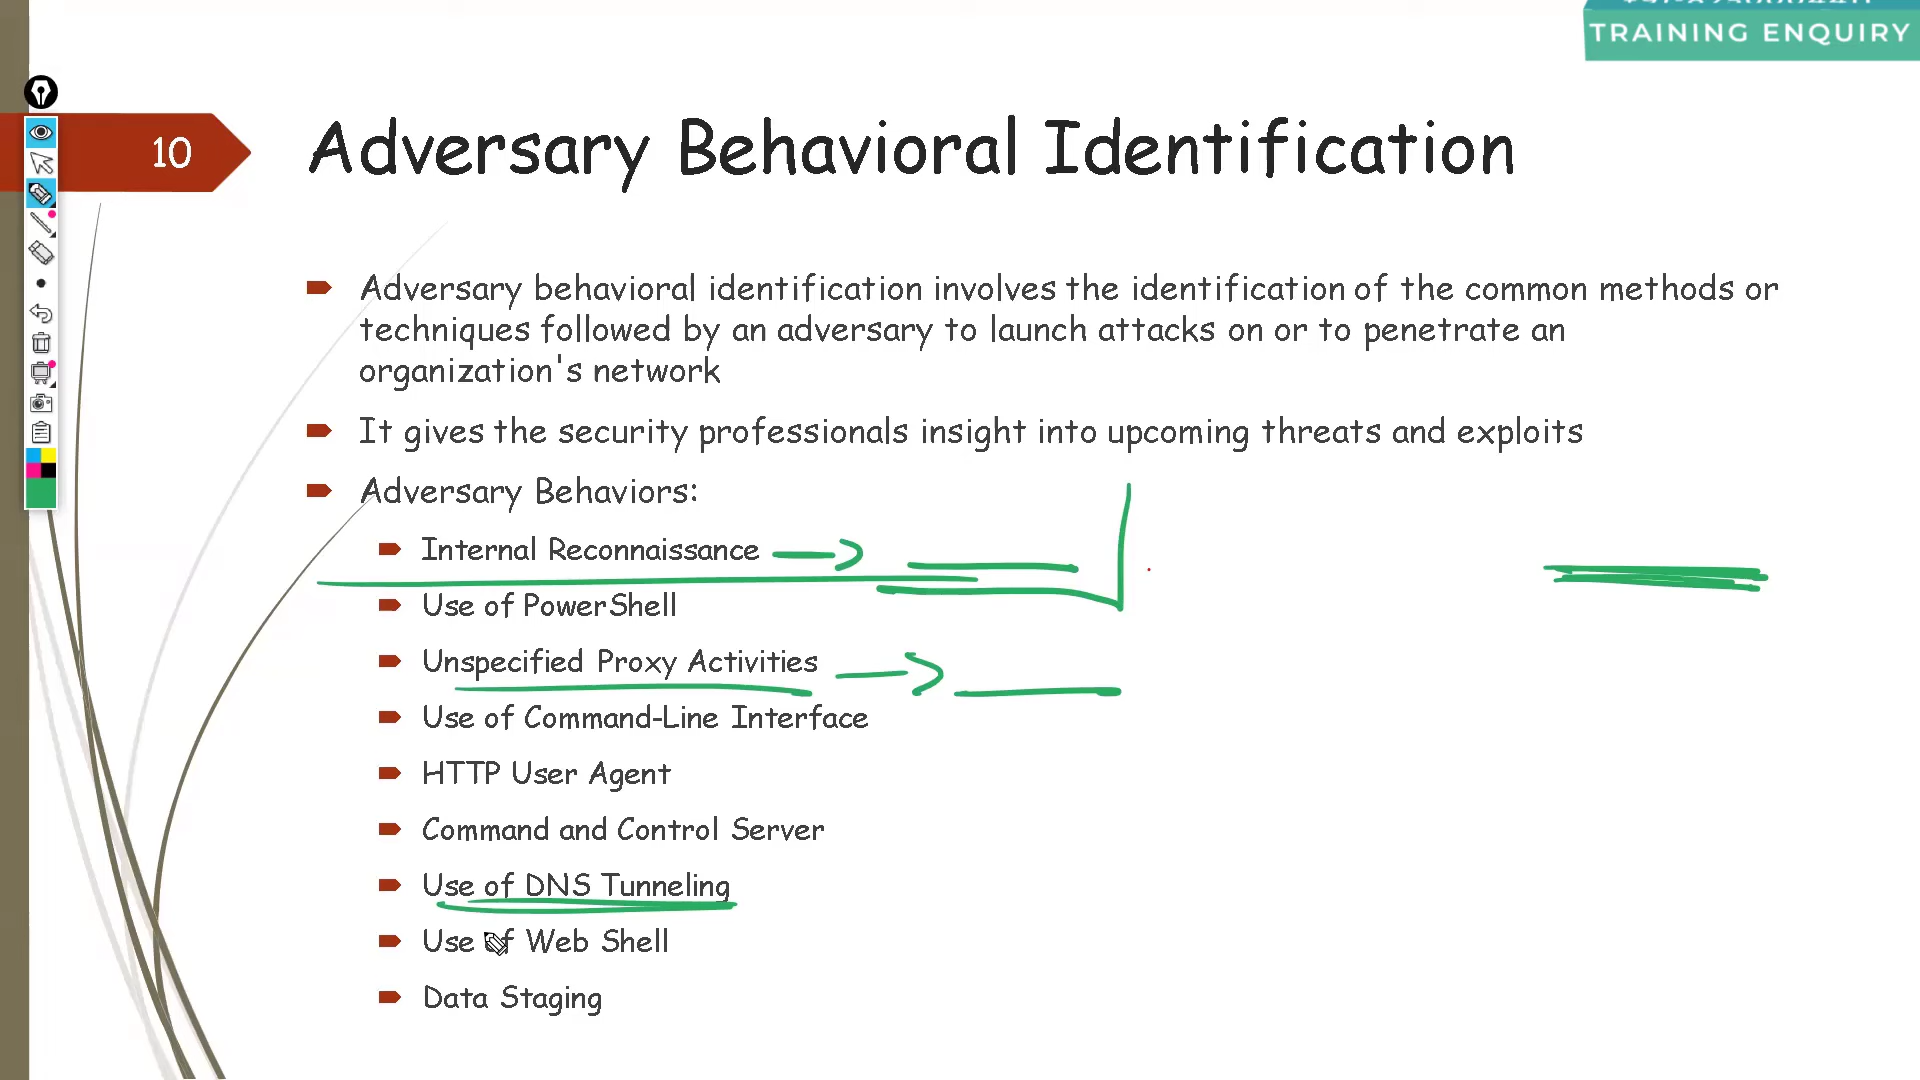 TRAINING ENQUIRY
10
Adversary Behavioral Identification
Adversary behavioral identification involves the identification of the common methods or
techniques followed by an adversary to launch attacks on or to penetrate an
organization's network
It gives the security professionals insight into upcoming threats and exploits
Adversary Behaviors:
Internal Reconnaissance
Use of PowerShell
Unspecified Proxy Activities
Use of Command-Line Interface
HTTP User Agent
Command and Control Server
Use of DNS Tunneling
Use of Web Shell
Data Staging